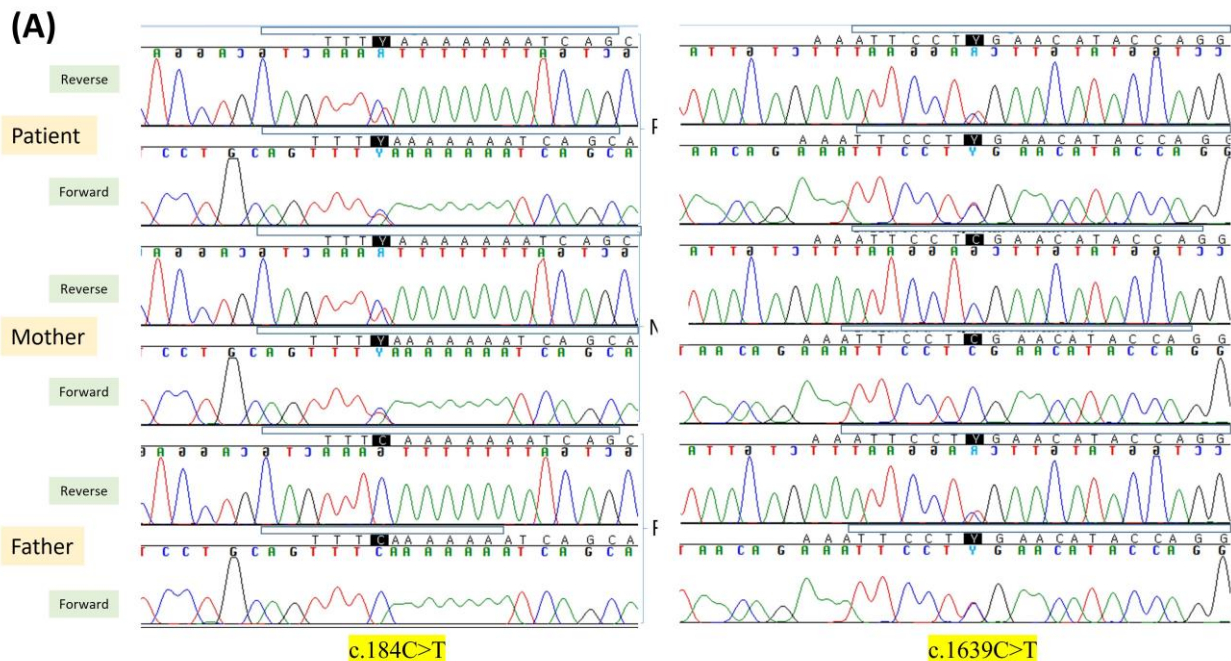 (A)
T T T Y A A A A A A A T C A G C
A G G A C G T C A A A R T T T T T T T A G T C G
Reverse
Patient
T T T Y A A A A A A A T C A G C A
T C C T G C A G T T T Y A A A A A A A T C A G C A
Forward
T T T Y A A A A A A A T C A G C
A G G A C G T C A A A R T T T T T T T A G T C G
Reverse
Mother
T T T Y A A A A A A A T C A G C A
T C C T G C A G T T T Y A A A A A A A T C A G C A
Forward
T T T C A A A A A A A T C A G C
G A G G A C G T C A A A G T T T T T T T A G T C G
Reverse
Father
T T T C A A A A A A A T C A G C A
T C C T G C A G T T T C A A A A A A A T C A G C A
Forward
c.184C>T
A A A T T C C T Y G A A C A T A C C A G G
A T T G T C T T T A A G G A R C T T G T A T G G T C C
A A A T T C C T Y G A A C A T A C C A G G
A A C A G A A A T T C C T Y G A A C A T A C C A G G
A A A T T C C T C G A A C A T A C C A G G
A T T G T C T T T A A G G A G C T T G T A T G G T C C
A A A T T C C T C G A A C A T A C C A G G
T A A C A G A A A T T C C T C G A A C A T A C C A G G
A A A T T C C T Y G A A C A T A C C A G G
A T T G T C T T T A A G G A R C T T G T A T G G T C C
A A A T T C C T Y G A A C A T A C C A G G
T A A C A G A A A T T C C T Y G A A C A T A C C A G G
c.1639C>T